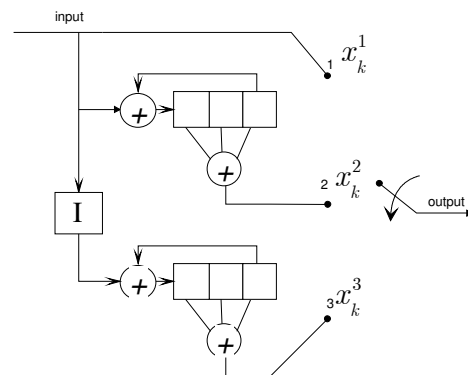 input
1 x_k^1
+
+
2 x_k^2
output
I
+
3 x_k^3
+